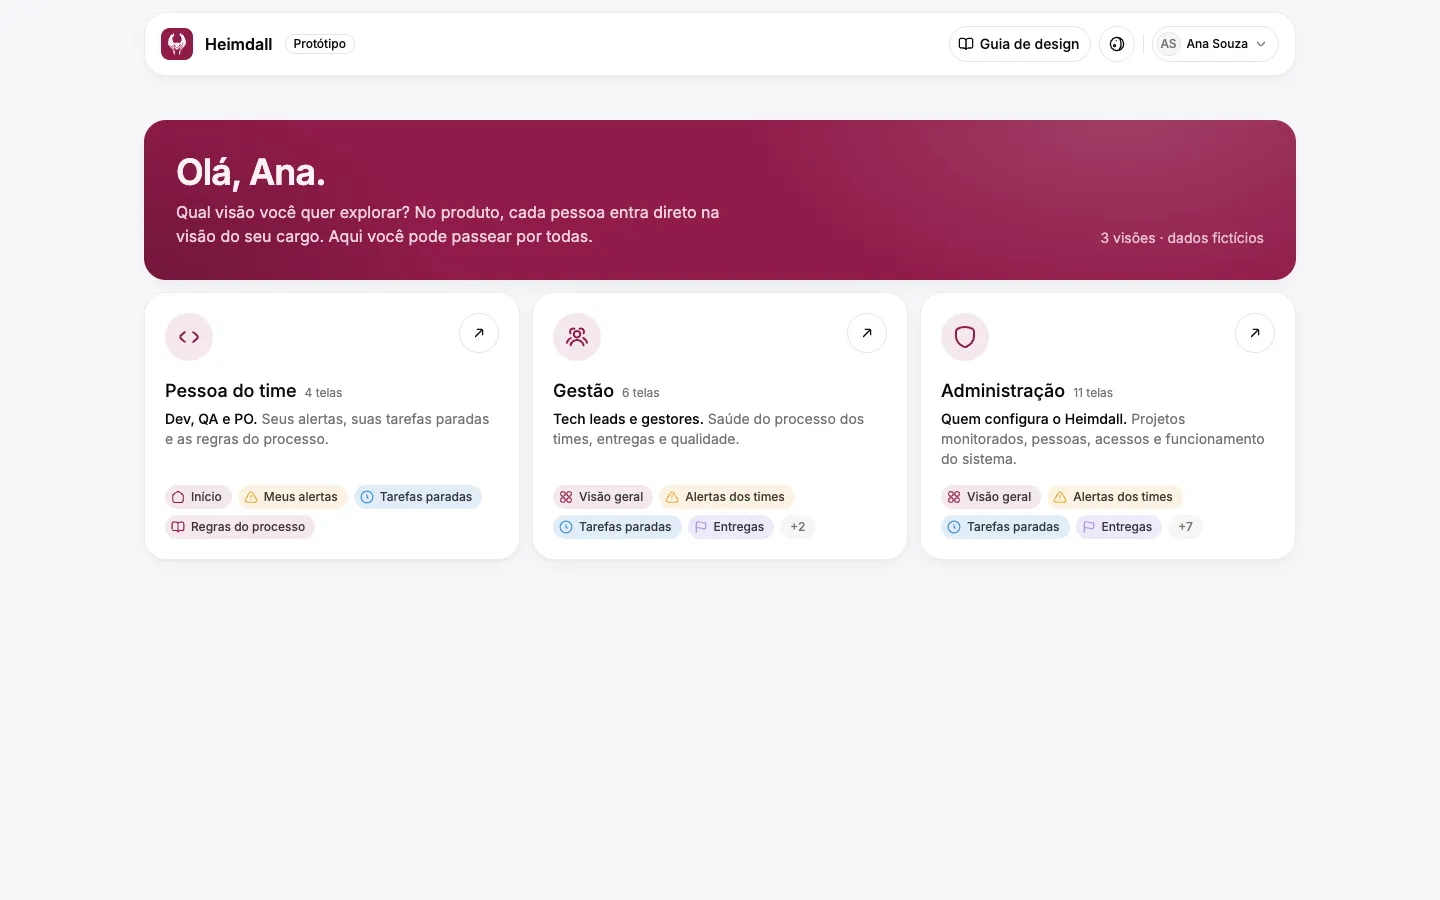 Heimdall
Protótipo
Guia de design
AS
Ana Souza
Olá, Ana.
Qual visão você quer explorar? No produto, cada pessoa entra direto na
visão do seu cargo. Aqui você pode passear por todas.
3 visões · dados fictícios
Pessoa do time 4 telas
Dev, QA e PO. Seus alertas, suas tarefas paradas
e as regras do processo.
Início
Meus alertas
Tarefas paradas
Regras do processo
Gestão 6 telas
Tech leads e gestores. Saúde do processo dos
times, entregas e qualidade.
Visão geral
Alertas dos times
Tarefas paradas
Entregas
+2
Administração 11 telas
Quem configura o Heimdall. Projetos
monitorados, pessoas, acessos e funcionamento
do sistema.
Visão geral
Alertas dos times
Tarefas paradas
Entregas
+7